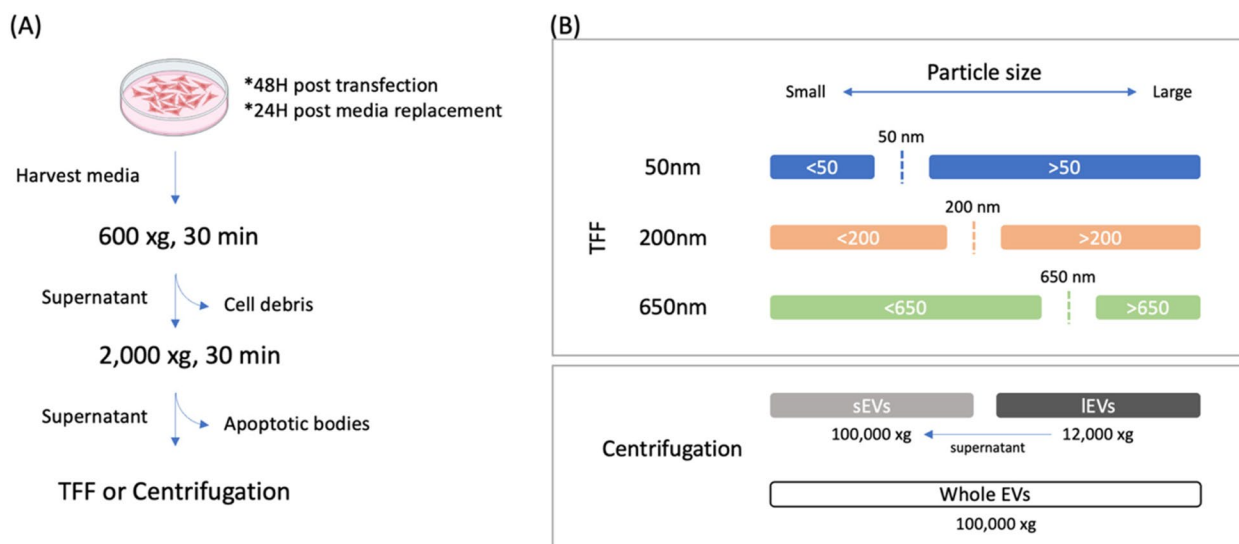 (A)
*48H post transfection
*24H post media replacement
Harvest media
600 xg, 30 min
Supernatant
Cell debris
2,000 xg, 30 min
Supernatant
Apoptotic bodies
TFF or Centrifugation
(B)
Particle size
Small
Large
TFF
50 nm
50nm
<50
>50
200 nm
200nm
<200
>200
650 nm
650nm
<650
>650
Centrifugation
sEVs
lEVs
100,000 xg
supernatant
12,000 xg
Whole EVs
100,000 xg